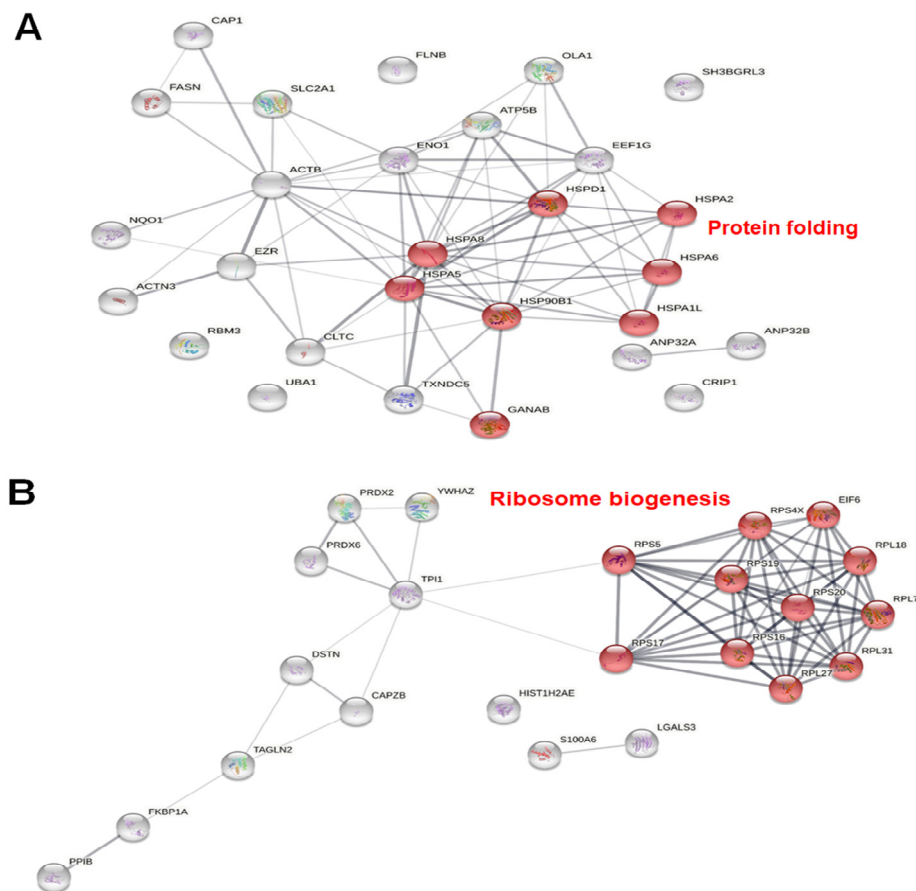 A
CAP1
FLNB
OLA1
SH3BGRL3
FASN
SLC2A1
ATP5B
ENO1
EEF1G
ACTB
HSPD1
HSPA2
Protein folding
NQO1
EZR
HSPA8
HSPA6
HSPA5
ACTN3
HSP90B1
HSPA1L
RBM3
CLTC
ANP32A
ANP32B
UBA1
TXNDC5
CRIP1
GANAB
B
PRDX2
YWHAZ
Ribosome biogenesis
RPS4X
EIF6
PRDX6
RPS5
RPL18
TPI1
RPS19
RPS20
RPL7
RPS17
RPS16
RPL31
DSTN
RPL27
CAPZB
HIST1H2AE
S100A6
LGALS3
TAGLN2
FKBP1A
PPIB